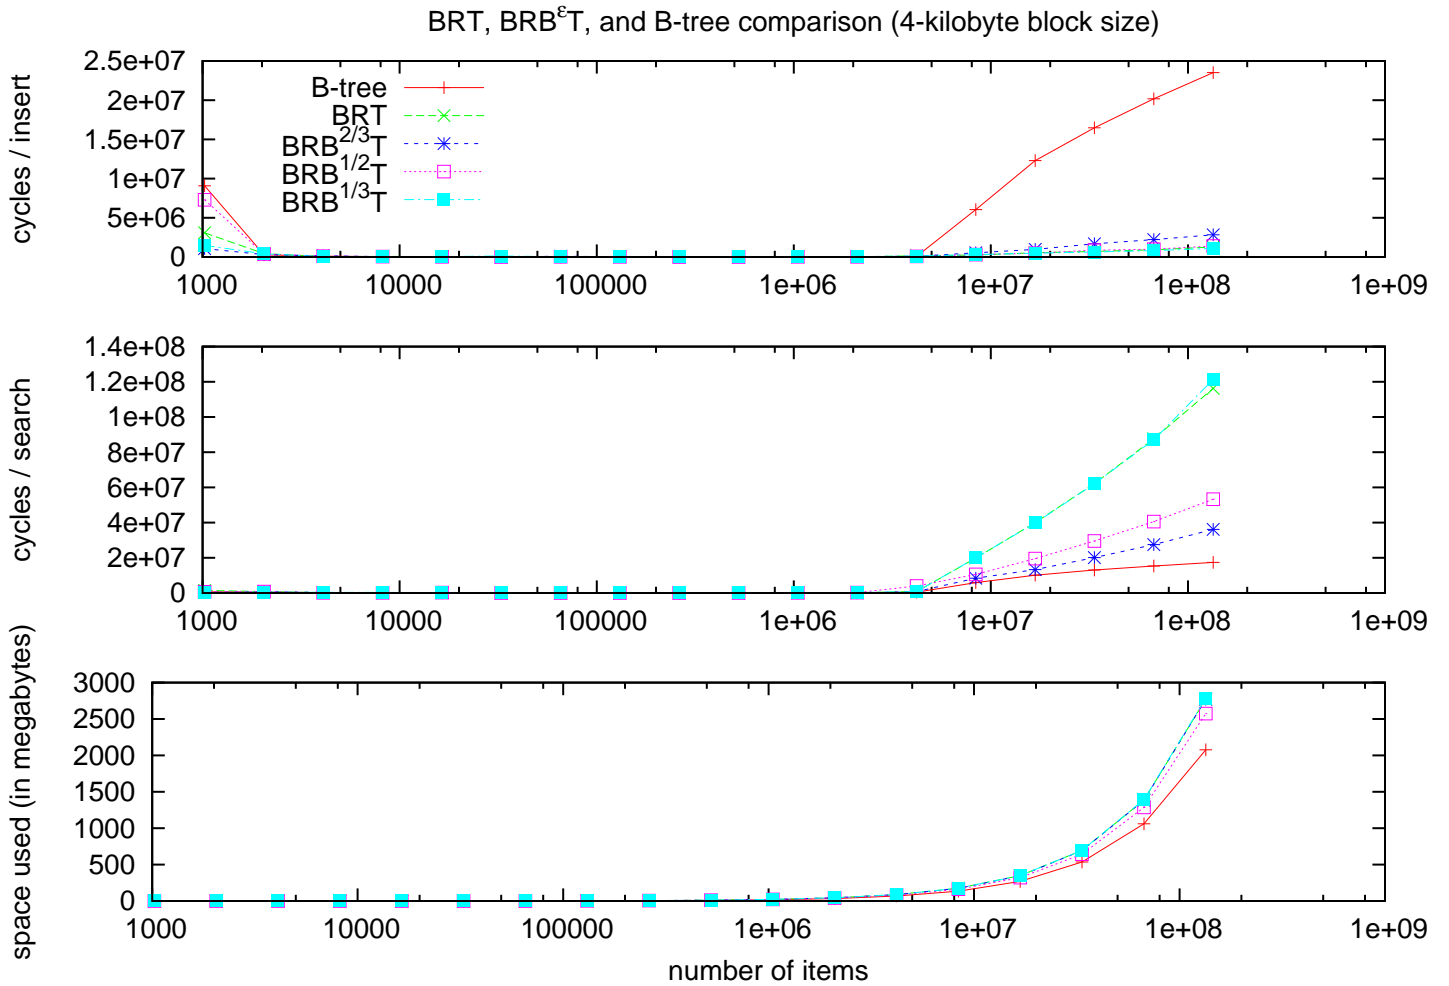 BRT, BRB^εT, and B-tree comparison (4-kilobyte block size)
cycles / insert
2.5e+07
2e+07
1.5e+07
1e+07
5e+06
0
B-tree
BRT
BRB^2/3T
BRB^1/2T
BRB^1/3T
1000 10000 100000 1e+06 1e+07 1e+08 1e+09
cycles / search
1.4e+08
1.2e+08
1e+08
8e+07
6e+07
4e+07
2e+07
0
1000 10000 100000 1e+06 1e+07 1e+08 1e+09
space used (in megabytes)
3000
2500
2000
1500
1000
500
0
1000 10000 100000 1e+06 1e+07 1e+08 1e+09
number of items